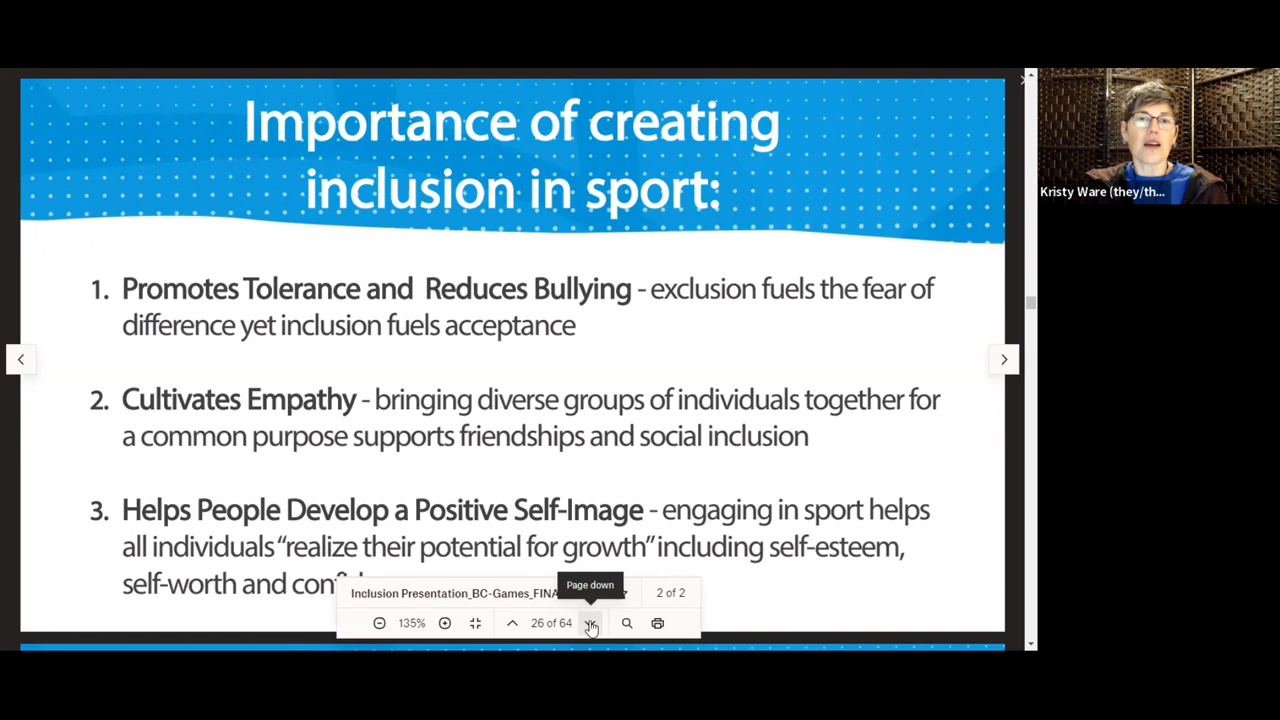 Importance of creating
inclusion in sport:
1. Promotes Tolerance and Reduces Bullying - exclusion fuels the fear of
difference yet inclusion fuels acceptance
2. Cultivates Empathy - bringing diverse groups of individuals together for
a common purpose supports friendships and social inclusion
3. Helps People Develop a Positive Self-Image - engaging in sport helps
all individuals “realize their potential for growth” including self-esteem,
self-worth and
Page down
Inclusion Presentation_BC-Games_FINA
2 of 2
135%
26 of 64
Kristy Ware (they/th...